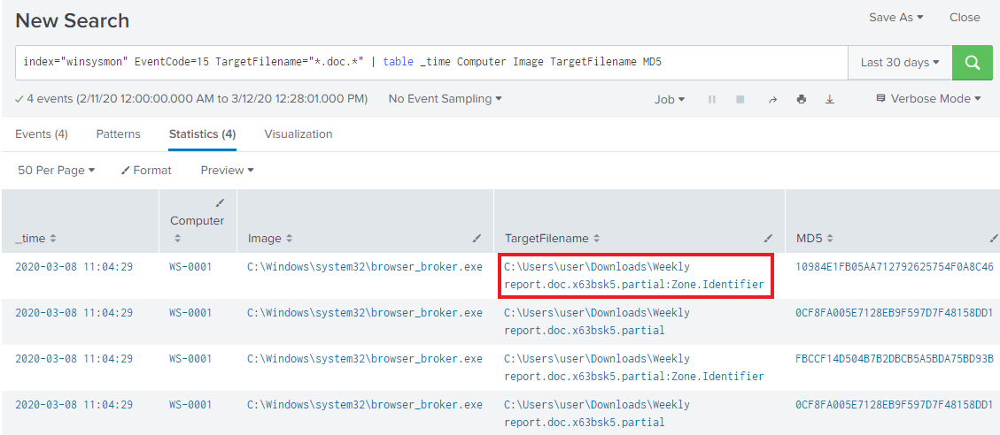 New Search
Save As
Close
index="winsysmon" EventCode=15 TargetFilename="*.doc.*" | table _time Computer Image TargetFilename MD5
Last 30 days
4 events (2/11/20 12:00:00.000 AM to 3/12/20 12:28:01.000 PM)
No Event Sampling
Job
Verbose Mode
Events (4)
Patterns
Statistics (4)
Visualization
50 Per Page
Format
Preview
_time
Computer
Image
TargetFilename
MD5
2020-03-08 11:04:29
WS-0001
C:\Windows\system32\browser_broker.exe
C:\Users\user\Downloads\Weekly
report.doc.x63bsk5.partial:Zone.Identifier
10984E1FB05AA712792625754F0A8C46
2020-03-08 11:04:29
WS-0001
C:\Windows\system32\browser_broker.exe
C:\Users\user\Downloads\Weekly
report.doc.x63bsk5.partial
0CF8FA005E7128EB9F597D7F48158DD1
2020-03-08 11:04:29
WS-0001
C:\Windows\system32\browser_broker.exe
C:\Users\user\Downloads\Weekly
report.doc.x63bsk5.partial:Zone.Identifier
FBCCF14D504B7B2DBCB5A5BDA75BD93B
2020-03-08 11:04:29
WS-0001
C:\Windows\system32\browser_broker.exe
C:\Users\user\Downloads\Weekly
report.doc.x63bsk5.partial
0CF8FA005E7128EB9F597D7F48158DD1